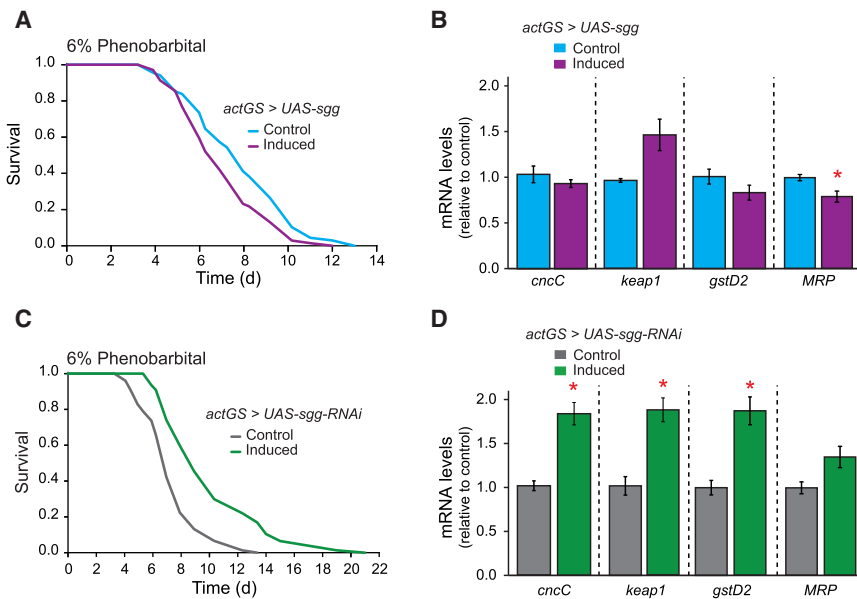 A
6% Phenobarbital
actGS > UAS-sgg
Control
Induced
Survival
1.0
0.8
0.6
0.4
0.2
0.0
0 2 4 6 8 10 12 14
Time (d)
B
actGS > UAS-sgg
Control
Induced
mRNA levels
(relative to control)
2.0
1.5
1.0
0.5
0.0
*
cncC keap1 gstD2 MRP
C
6% Phenobarbital
actGS > UAS-sgg-RNAi
Control
Induced
Survival
1.0
0.8
0.6
0.4
0.2
0.0
0 2 4 6 8 10 12 14 16 18 20 22
Time (d)
D
actGS > UAS-sgg-RNAi
Control
Induced
mRNA levels
(relative to control)
2.0
1.5
1.0
0.5
0.0
* * *
cncC keap1 gstD2 MRP